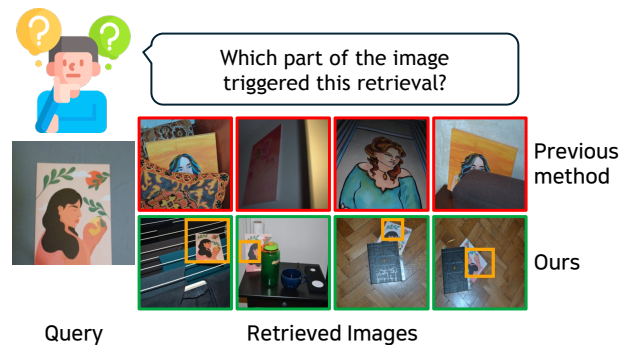 ? ?
Which part of the image
triggered this retrieval?
Previous
method
Ours
Query
Retrieved Images